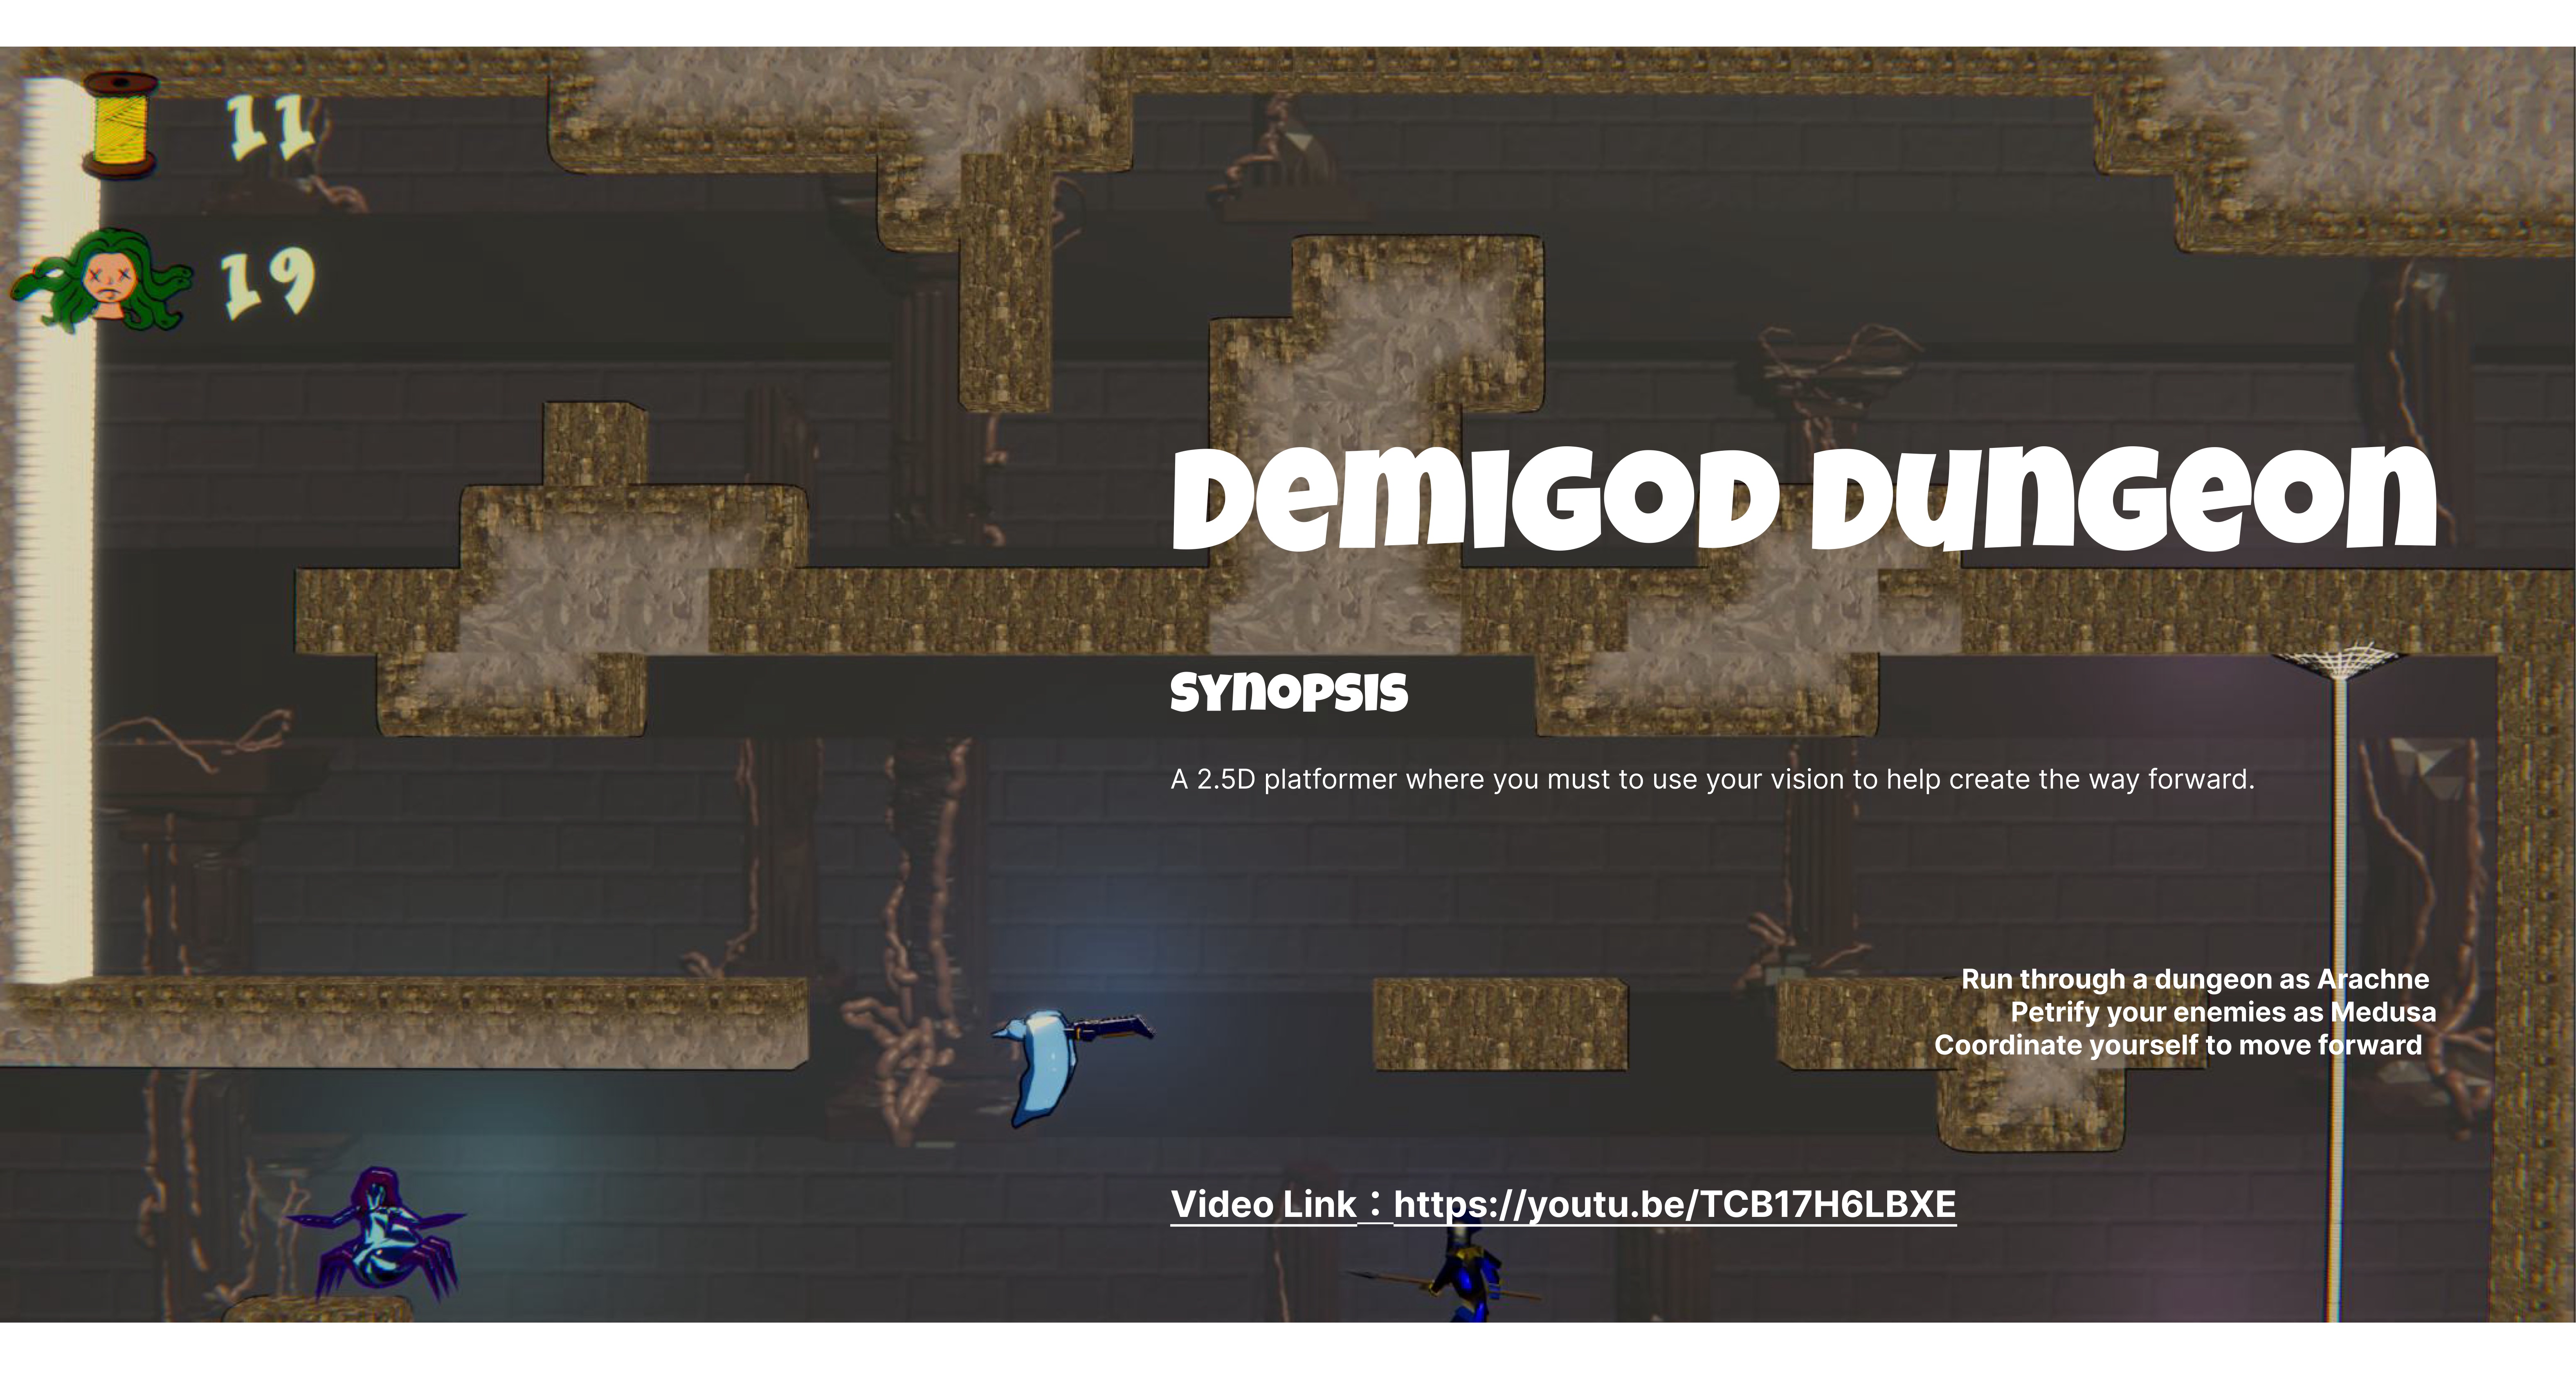 11
19
DemIGOD DunGeon
SYnOPSIS
A 2.5D platformer where you must to use your vision to help create the way forward.
Run through a dungeon as Arachne
Petrify your enemies as Medusa
Coordinate yourself to move forward
Video Link：https://youtu.be/TCB17H6LBXE